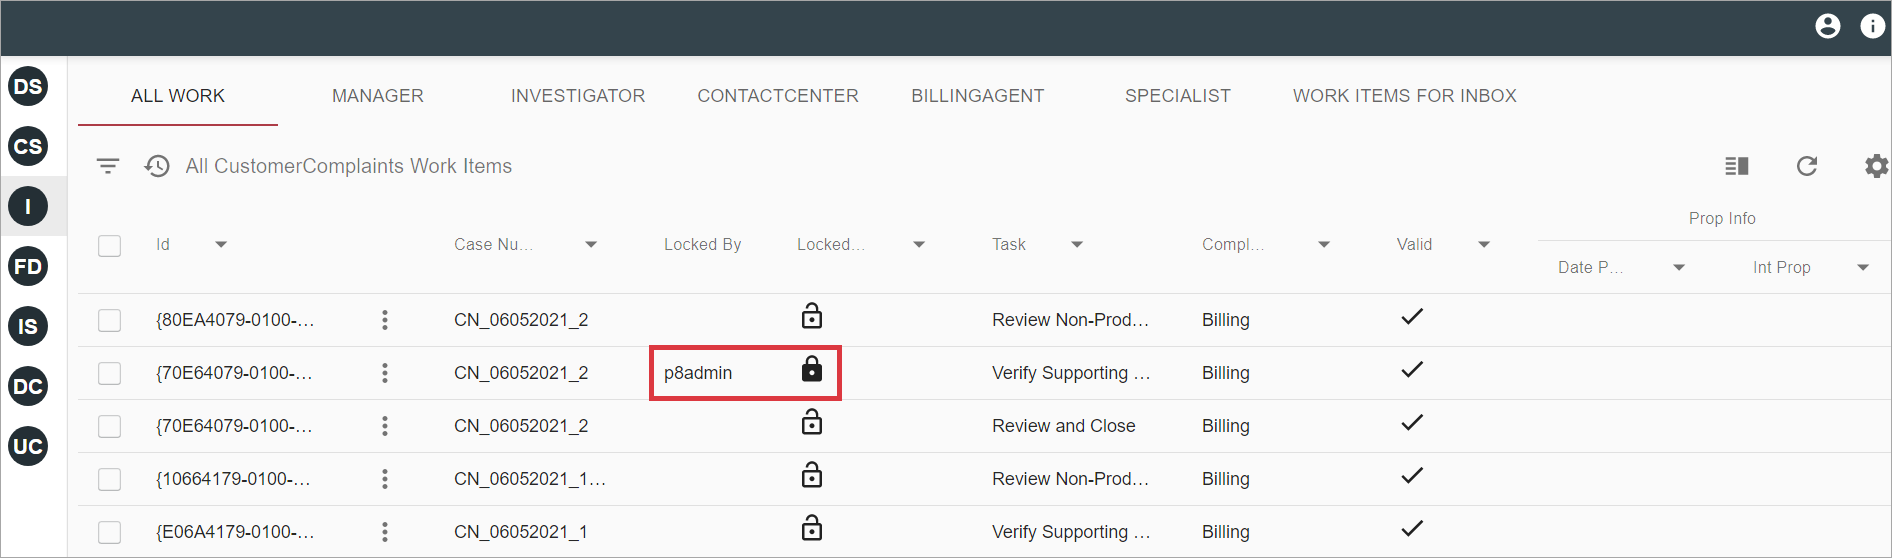 DS
CS
I
FD
IS
DC
UC
ALL WORK MANAGER INVESTIGATOR CONTACTCENTER BILLINGAGENT SPECIALIST WORK ITEMS FOR INBOX
All CustomerComplaints Work Items
Prop Info
Id Case Nu... Locked By Locked... Task Compl... Valid
Date P... Int Prop
{80EA4079-0100-... CN_06052021_2 Review Non-Prod... Billing
{70E64079-0100-... CN_06052021_2 p8admin Verify Supporting ... Billing
{70E64079-0100-... CN_06052021_2 Review and Close Billing
{10664179-0100-... CN_06052021_1... Review Non-Prod... Billing
{E06A4179-0100-... CN_06052021_1 Verify Supporting ... Billing